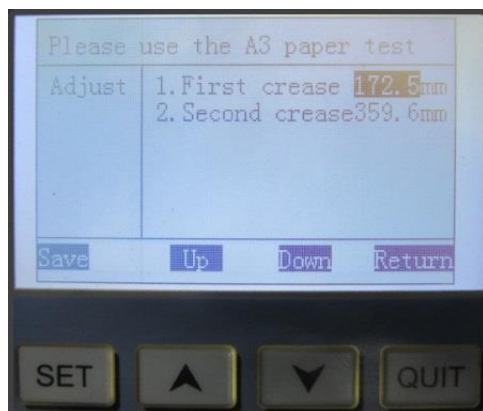 Please use the A3 paper test
Adjust
1.First crease 172.5mm
2.Second crease359.6mm
Save Up Down Return
SET QUIT